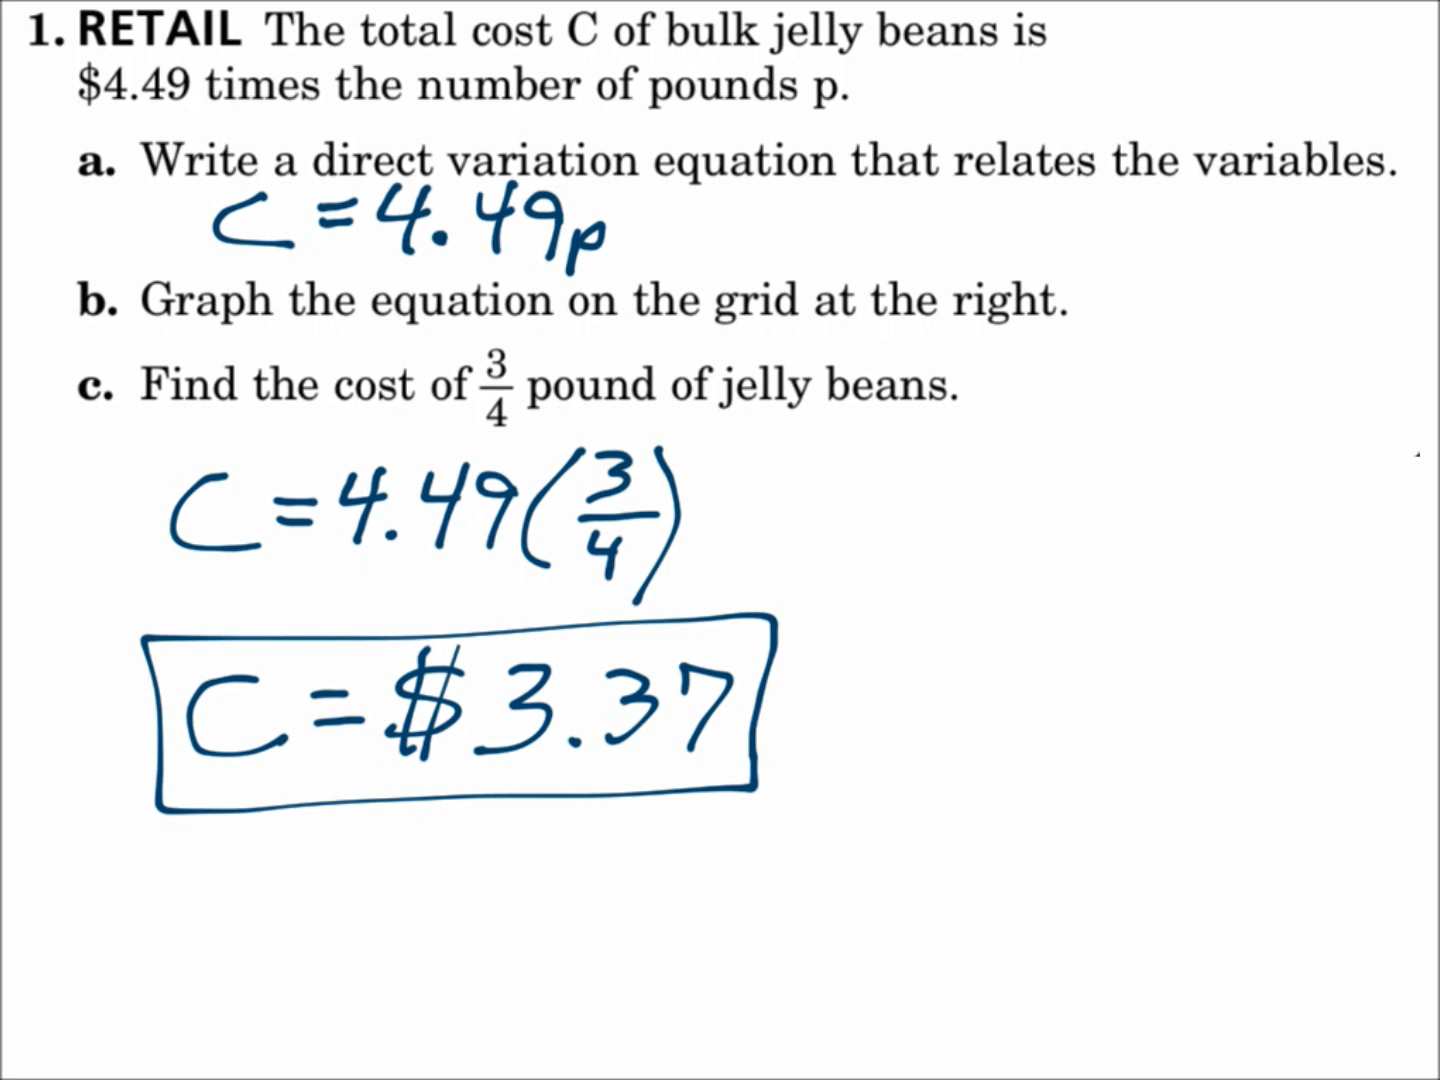 1. RETAIL The total cost C of bulk jelly beans is
$4.49 times the number of pounds p.
a. Write a direct variation equation that relates the variables.
C = 4.49p
b. Graph the equation on the grid at the right.
c. Find the cost of 3/4 pound of jelly beans.
C = 4.49(3/4)
C = $3.37